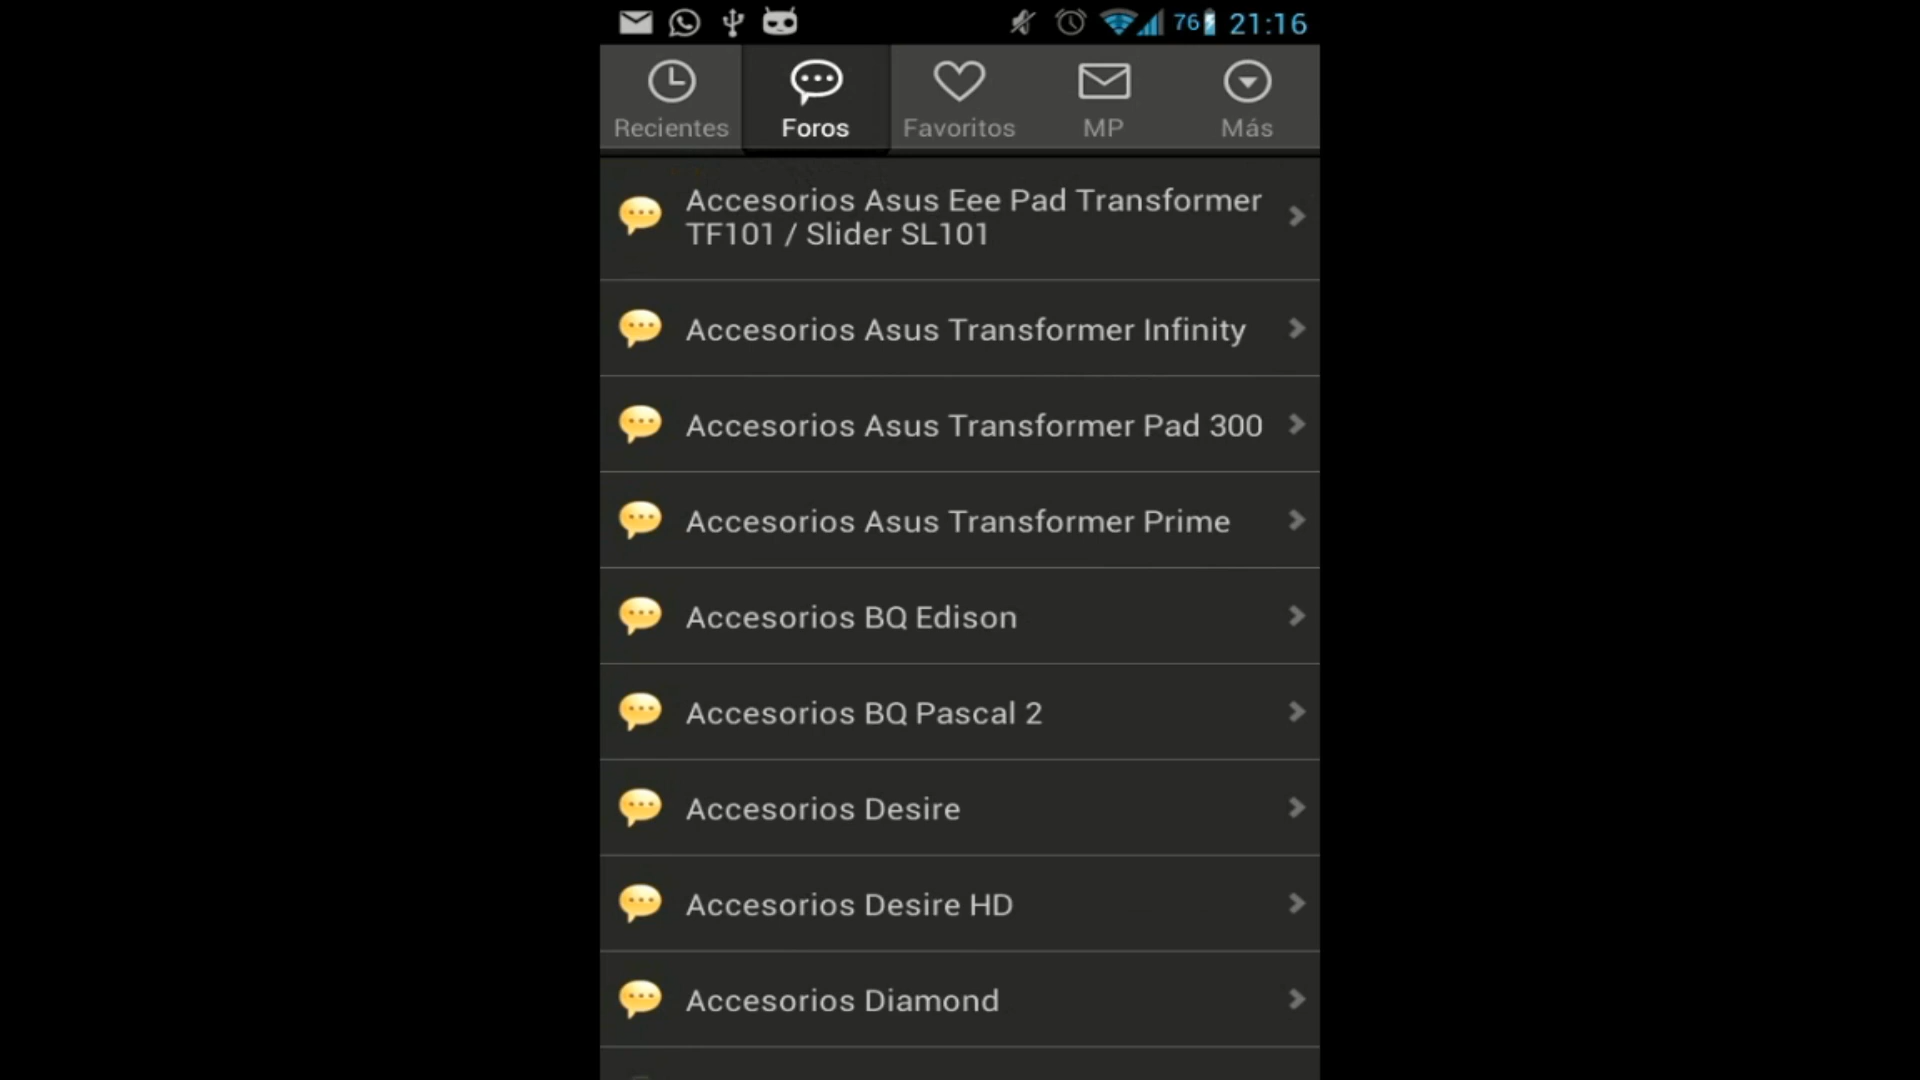 76 21:16
Recientes Foros Favoritos MP Más
Accesorios Asus Eee Pad Transformer
TF101 / Slider SL101
Accesorios Asus Transformer Infinity
Accesorios Asus Transformer Pad 300
Accesorios Asus Transformer Prime
Accesorios BQ Edison
Accesorios BQ Pascal 2
Accesorios Desire
Accesorios Desire HD
Accesorios Diamond